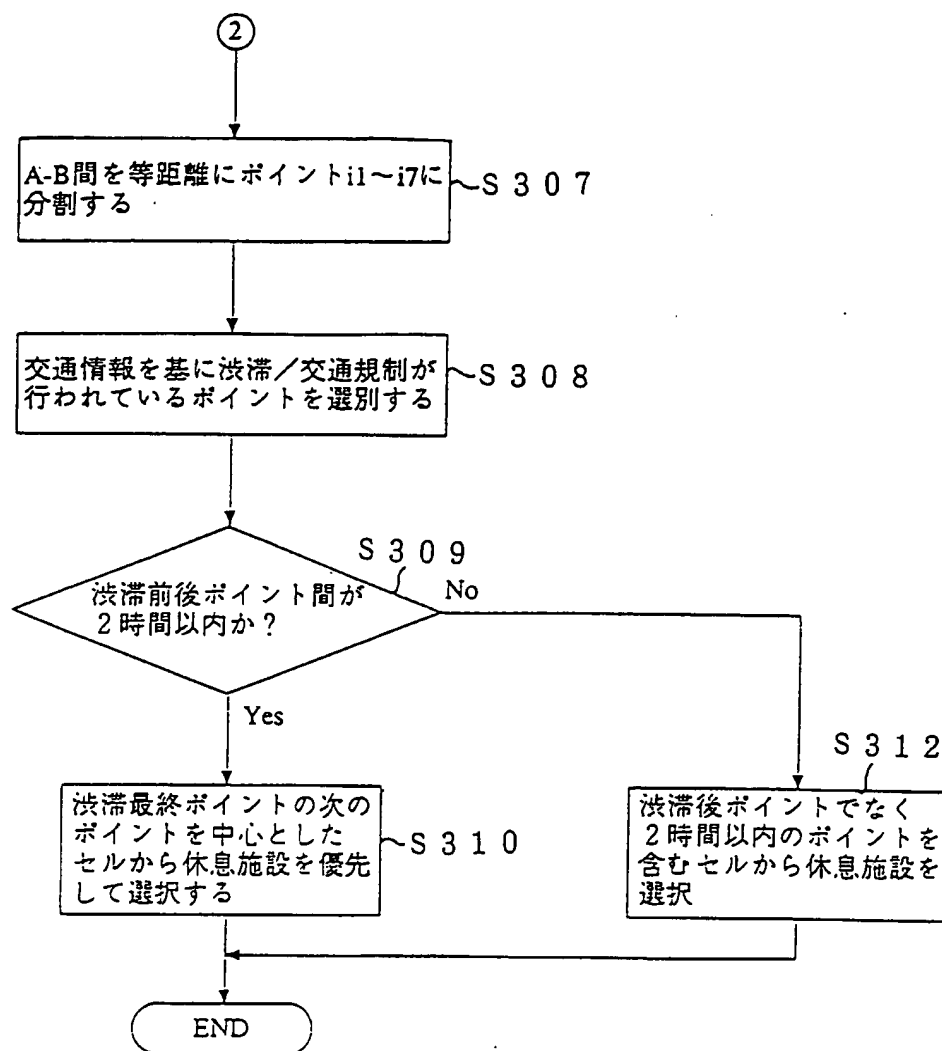 2
A-B間を等距離にポイントi1～i7に
分割する
S307
交通情報を基に渋滞／交通規制が
行われているポイントを選別する
S308
S309
渋滞前後ポイント間が
２時間以内か？
No
Yes
S312
渋滞最終ポイントの次の
ポイントを中心とした
セルから休息施設を優先
して選択する
S310
渋滞後ポイントでなく
２時間以内のポイントを
含むセルから休息施設を
選択
END